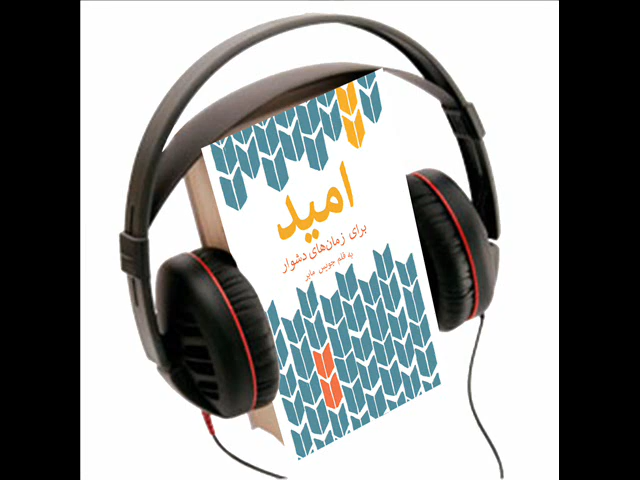 امید
برای زمان‌های دشوار
به قلم جویس مایر